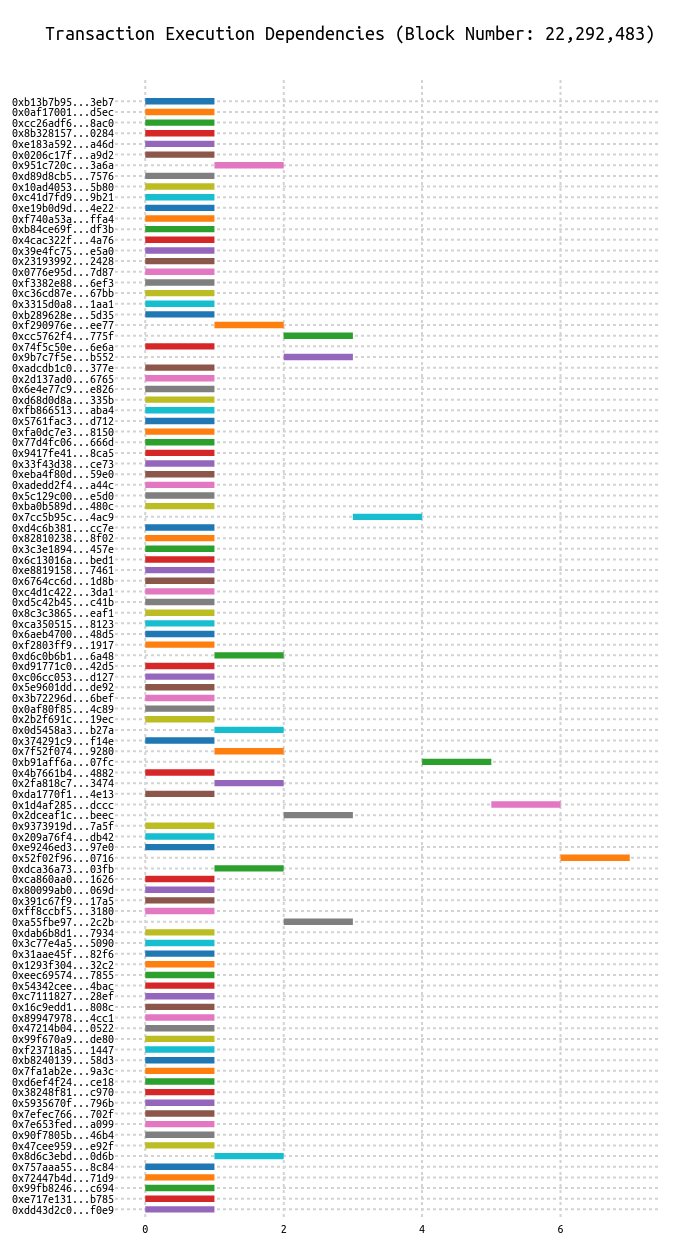 Transaction Execution Dependencies (Block Number: 22,292,483)
0xb13b7b95...3eb7
0x0af17001...d5ec
0xcc26adf6...8ac0
0x8b328157...0284
0xe183a592...a46d
0x0206c17f...a9d2
0x951c720c...3a6a
0xd89d8cb5...7576
0x10ad4053...5b80
0xc41d7fd9...9b21
0xe19b0d9d...4e22
0xf740a53a...ffa4
0xb84ce69f...df3b
0x4cac322f...4a76
0x39e4fc75...e5a0
0x23193992...2428
0x0776e95d...7d87
0xf3382e88...6ef3
0xc36cd87e...67bb
0x3315d0a8...1aa1
0xb289628e...5d35
0xf290976e...ee77
0xcc5762f4...775f
0x74f5c50e...6e6a
0x9b7c7f5e...b552
0xadcdb1c0...377e
0x2d137ad0...6765
0x6e4e77c9...e826
0xd68d0d8a...335b
0xfb866513...aba4
0x5761fac3...d712
0xfa0dc7e3...8150
0x77d4fc06...666d
0x9417fe41...8ca5
0x33f43d38...ce73
0xeba4f80d...59e0
0xadedd2f4...a44c
0x5c129c00...e5d0
0xba0b589d...480c
0x7cc5b95c...4ac9
0xd4c6b381...cc7e
0x82810238...8f02
0x3c3e1894...457e
0x6c13016a...bed1
0xe8819158...7461
0x6764cc6d...1d8b
0xc4d1c422...3da1
0xd5c42b45...c41b
0x8c3c3865...eaf1
0xca350515...8123
0x6aeb4700...48d5
0xf2803ff9...1917
0xd6c0b6b1...6a48
0xd91771c0...42d5
0xc06cc053...d127
0x5e9601dd...de92
0x3b72296d...6bef
0x0af80f85...4c89
0x2b2f691c...19ec
0x0d5458a3...b27a
0x374291c9...f14e
0x7f52f074...9280
0xb91aff6a...07fc
0x4b7661b4...4882
0x2fa818c7...3474
0xda1770f1...4e13
0x1d4af285...dccc
0x2dceaf1c...beec
0x9373919d...7a5f
0x209a76f4...db42
0xe9246ed3...97e0
0x52f02f96...0716
0xdca36a73...03fb
0xca860aa0...1626
0x80099ab0...069d
0x391c67f9...17a5
0xff8ccbf5...3180
0xa55fbe97...2c2b
0xdab6b8d1...7934
0x3c77e4a5...5090
0x31aae45f...82f6
0x1293f304...32c2
0xeec69574...7855
0x54342cee...4bac
0xc7111827...28ef
0x16c9edd1...808c
0x89947978...4cc1
0x47214b04...0522
0x99f670a9...de80
0xf23718a5...1447
0xb8240139...58d3
0x7fa1ab2e...9a3c
0xd6ef4f24...ce18
0x38248f81...c970
0x5935670f...796b
0x7efec766...702f
0x7e653fed...a099
0x90f7805b...46b4
0x47cee959...e92f
0x8d6c3ebd...0d6b
0x757aaa55...8c84
0x72447b4d...71d9
0x99fb8246...c694
0xe717e131...b785
0xdd43d2c0...f0e9
0 2 4 6